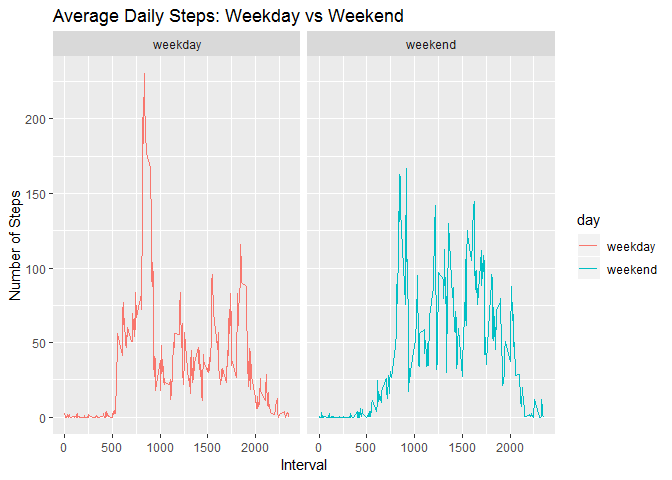 Average Daily Steps: Weekday vs Weekend
weekday
weekend
Number of Steps
200
150
100
50
0
0
500
1000
1500
2000
0
500
1000
1500
2000
Interval
day
weekday
weekend